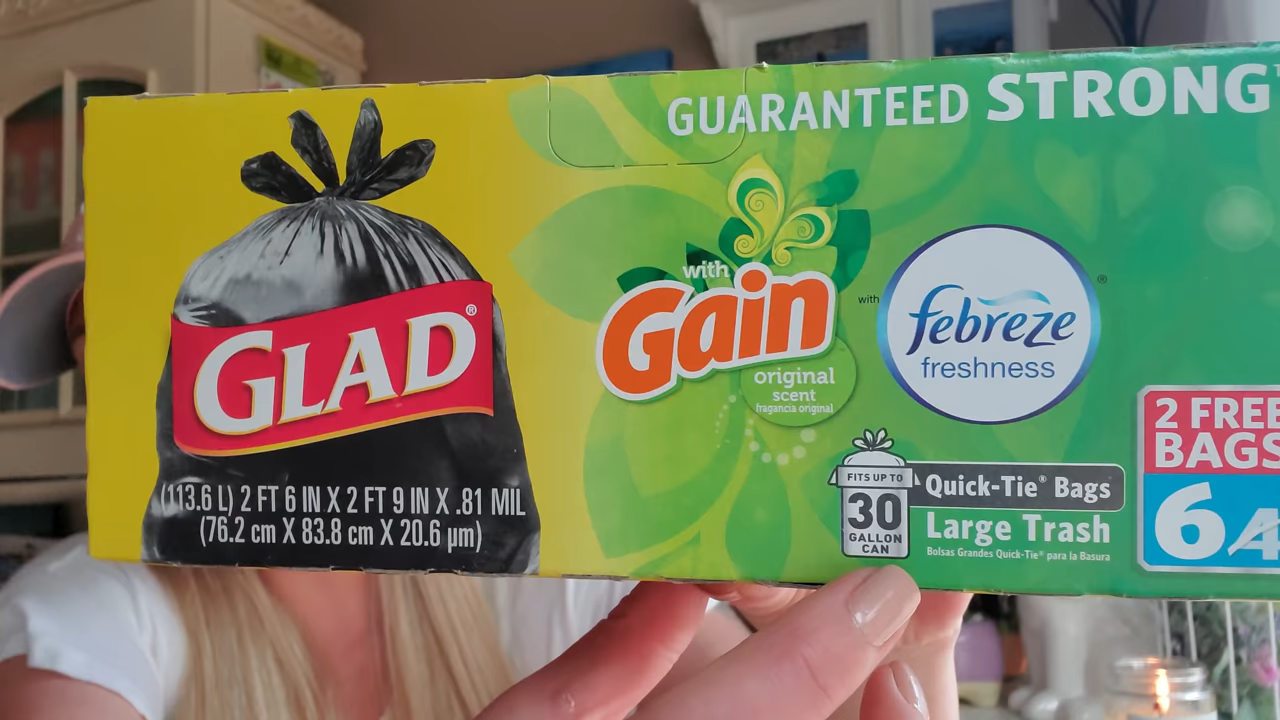 GUARANTEED STRONG
with
Gain
original
scent
fragancia original
with
febreze®
freshness
GLAD®
(113.6 L) 2 FT 6 IN X 2 FT 9 IN X .81 MIL
(76.2 cm X 83.8 cm X 20.6 µm)
FITS UP TO
30
GALLON
CAN
Quick-Tie® Bags
Large Trash
Bolsas Grandes Quick-Tie® para la Basura
2 FREE
BAGS
6